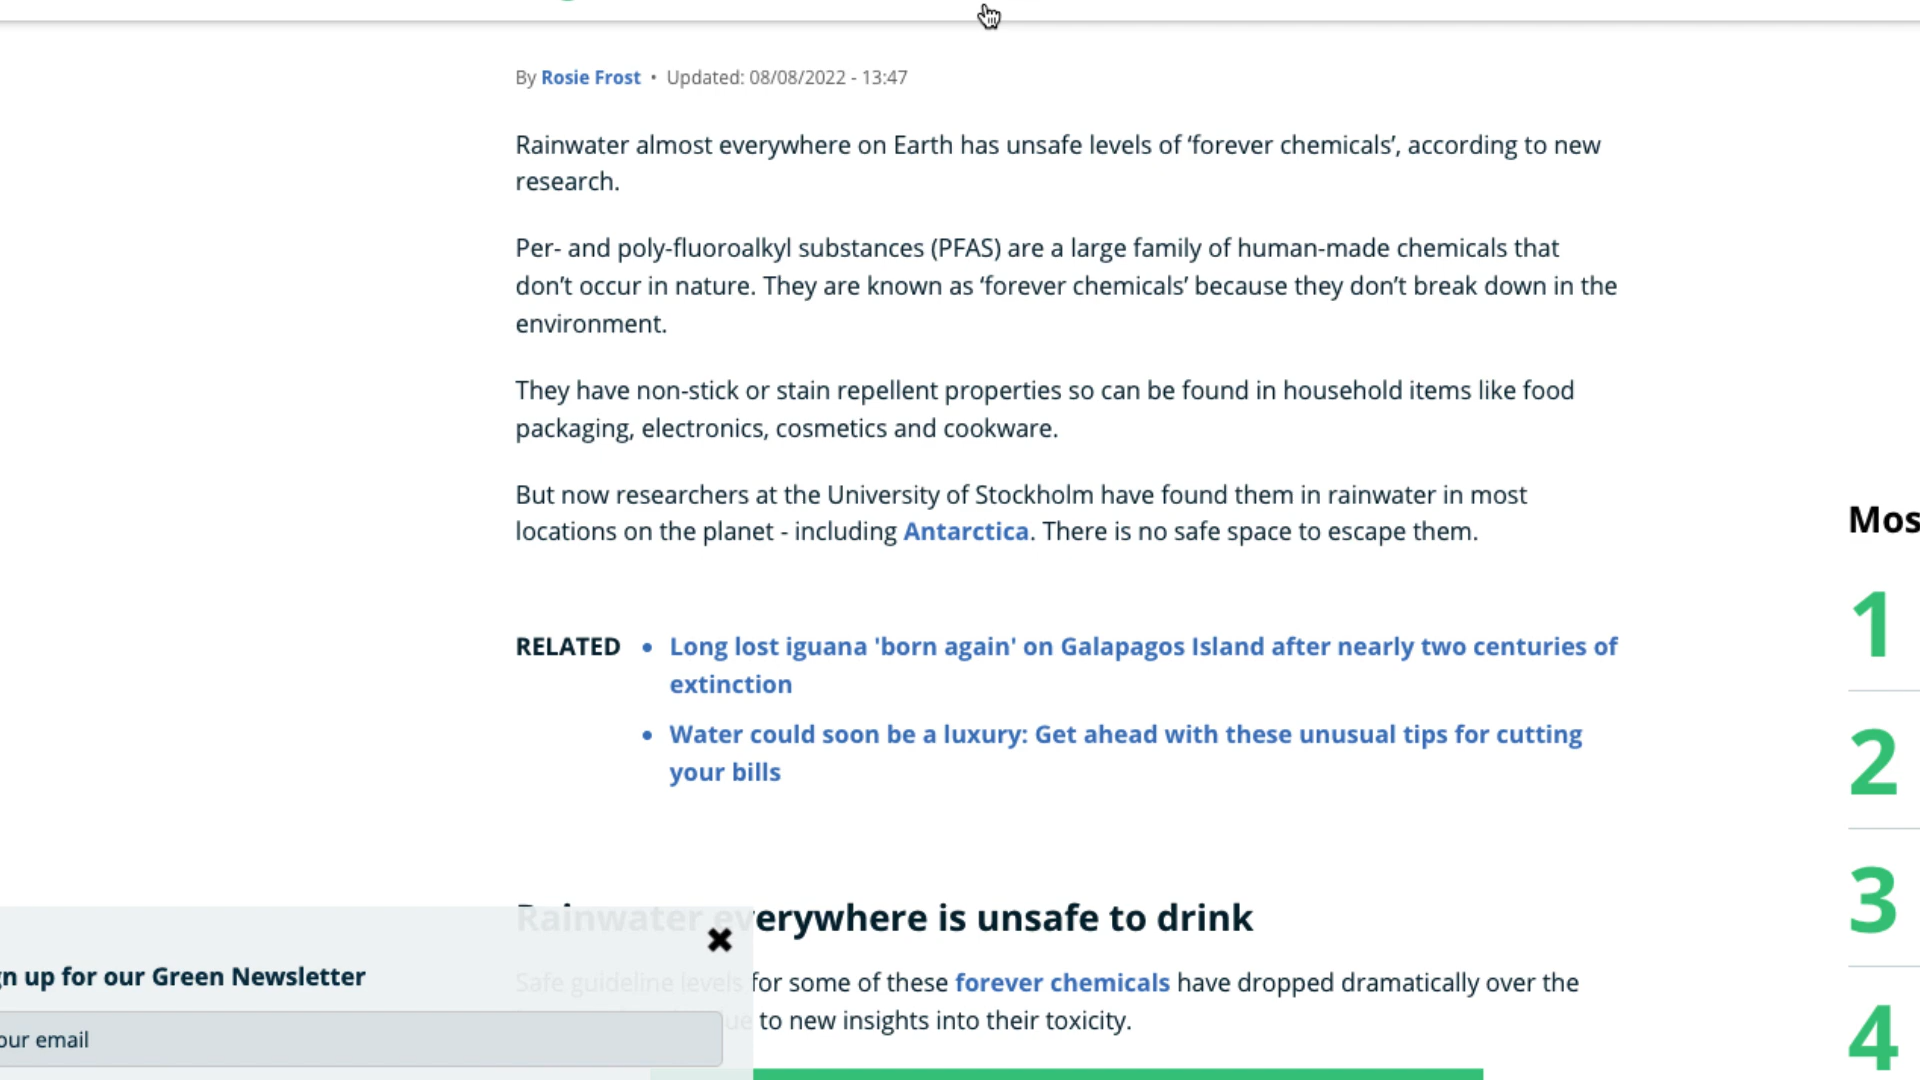 By Rosie Frost • Updated: 08/08/2022 - 13:47
Rainwater almost everywhere on Earth has unsafe levels of ‘forever chemicals’, according to new
research.
Per- and poly-fluoroalkyl substances (PFAS) are a large family of human-made chemicals that
don’t occur in nature. They are known as ‘forever chemicals’ because they don’t break down in the
environment.
They have non-stick or stain repellent properties so can be found in household items like food
packaging, electronics, cosmetics and cookware.
But now researchers at the University of Stockholm have found them in rainwater in most
locations on the planet - including Antarctica. There is no safe space to escape them.
RELATED • Long lost iguana 'born again' on Galapagos Island after nearly two centuries of
extinction
• Water could soon be a luxury: Get ahead with these unusual tips for cutting
your bills
Rainwater everywhere is unsafe to drink
Safe guideline levels for some of these forever chemicals have dropped dramatically over the
to new insights into their toxicity.
n up for our Green Newsletter
our email
Mos
1
2
3
4